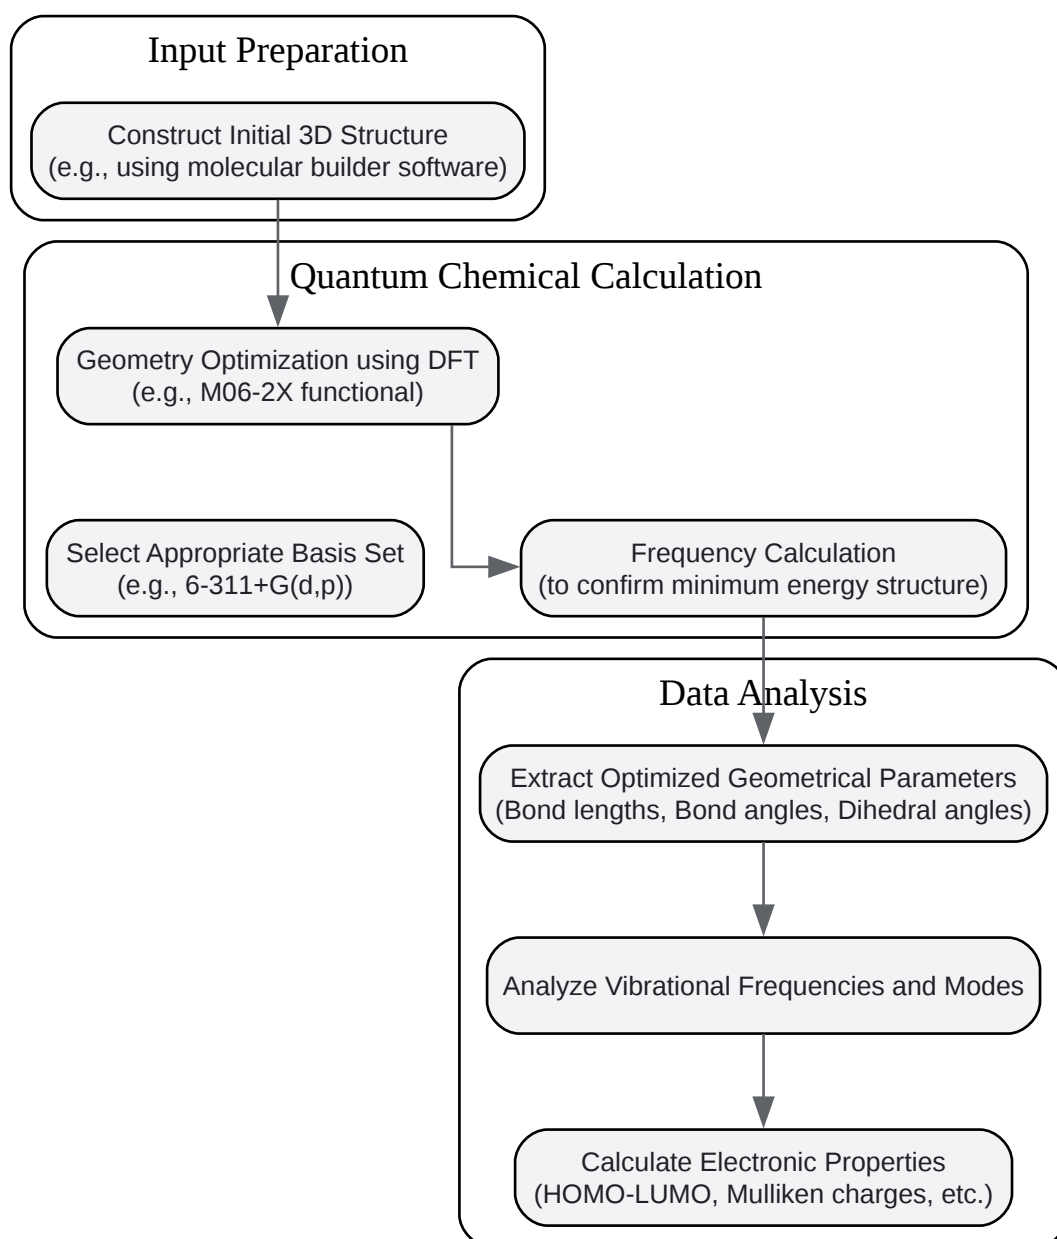 Input Preparation
Construct Initial 3D Structure
(e.g., using molecular builder software)
Quantum Chemical Calculation
Geometry Optimization using DFT
(e.g., M06-2X functional)
Select Appropriate Basis Set
(e.g., 6-311+G(d,p))
Frequency Calculation
(to confirm minimum energy structure)
Data Analysis
Extract Optimized Geometrical Parameters
(Bond lengths, Bond angles, Dihedral angles)
Analyze Vibrational Frequencies and Modes
Calculate Electronic Properties
(HOMO-LUMO, Mulliken charges, etc.)